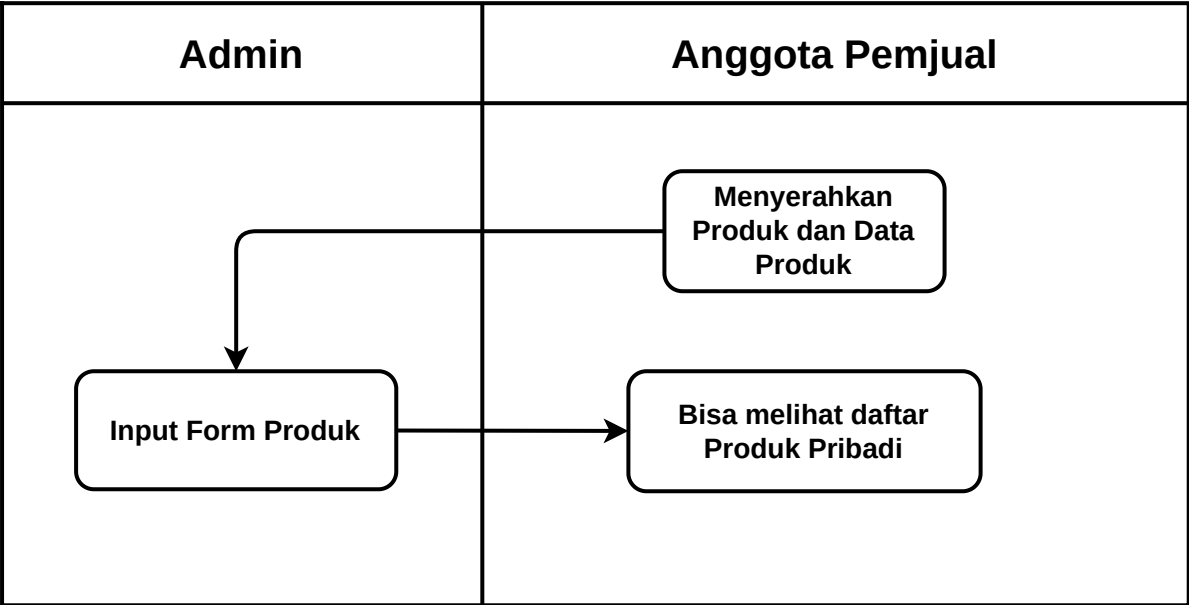 Admin
Anggota Pemjual
Menyerahkan
Produk dan Data
Produk
Input Form Produk
Bisa melihat daftar
Produk Pribadi